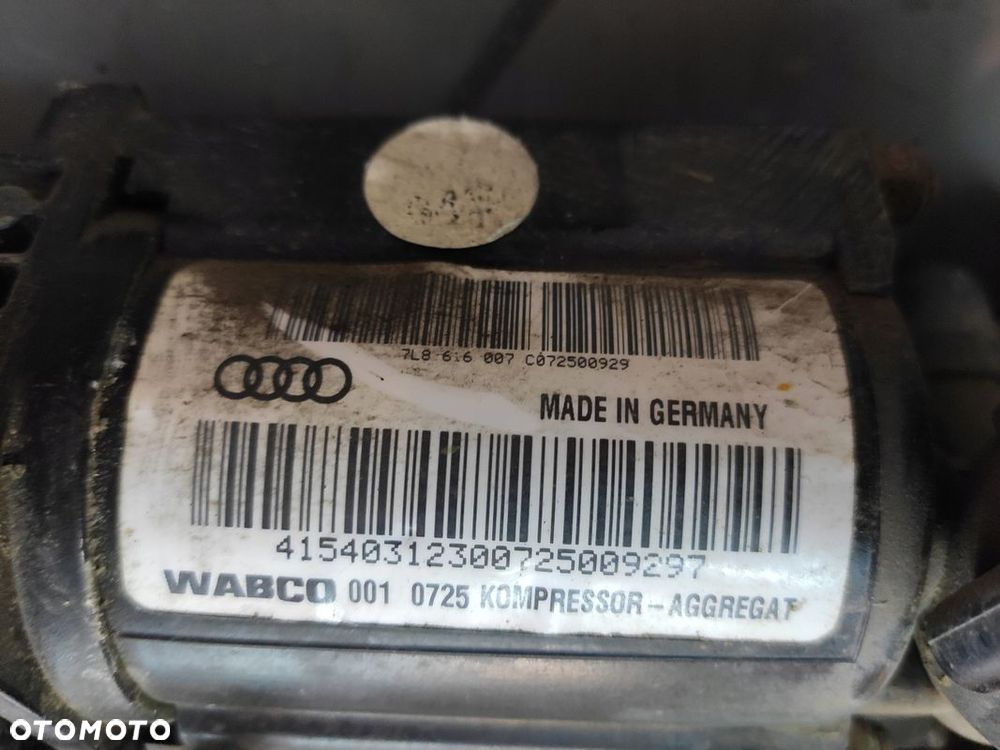 7L8 616 007 C072500929
MADE IN GERMANY
41540312300725009297
WABCO 001 0725 KOMPRESSOR-AGGREGAT
OTOMOTO